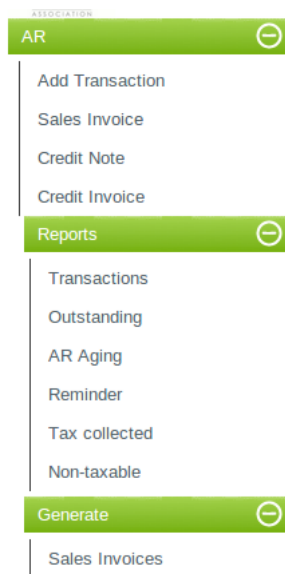 ASSOCIATION
AR
Add Transaction
Sales Invoice
Credit Note
Credit Invoice
Reports
Transactions
Outstanding
AR Aging
Reminder
Tax collected
Non-taxable
Generate
Sales Invoices